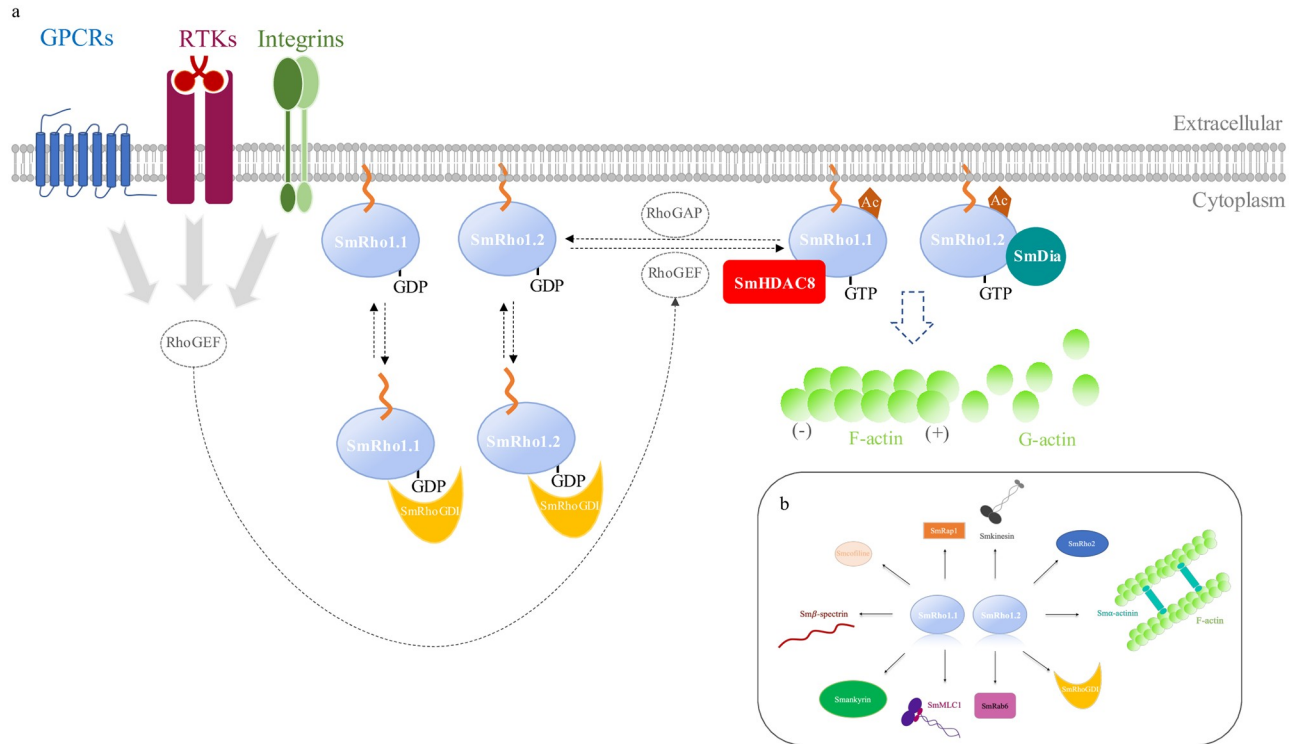 a
GPCRs RTKs Integrins
Extracellular
Cytoplasm
SmRho1.1
GDP
SmRho1.2
GDP
RhoGAP
RhoGEF
SmRho1.1
Ac
GTP
SmHDAC8
SmRho1.2
Ac
GTP
SmDia
RhoGEF
SmRho1.1
GDP
SmRhoGDI
SmRho1.2
GDP
SmRhoGDI
(-) F-actin (+) G-actin
b
Smkinesin
SmRap1
SmRho2
Smcofiline
SmRho1.1
SmRho1.2
Smβ-spectrin
Smα-actinin
F-actin
Smankyrin
SmMLC1
SmRab6
SmRhoGDI